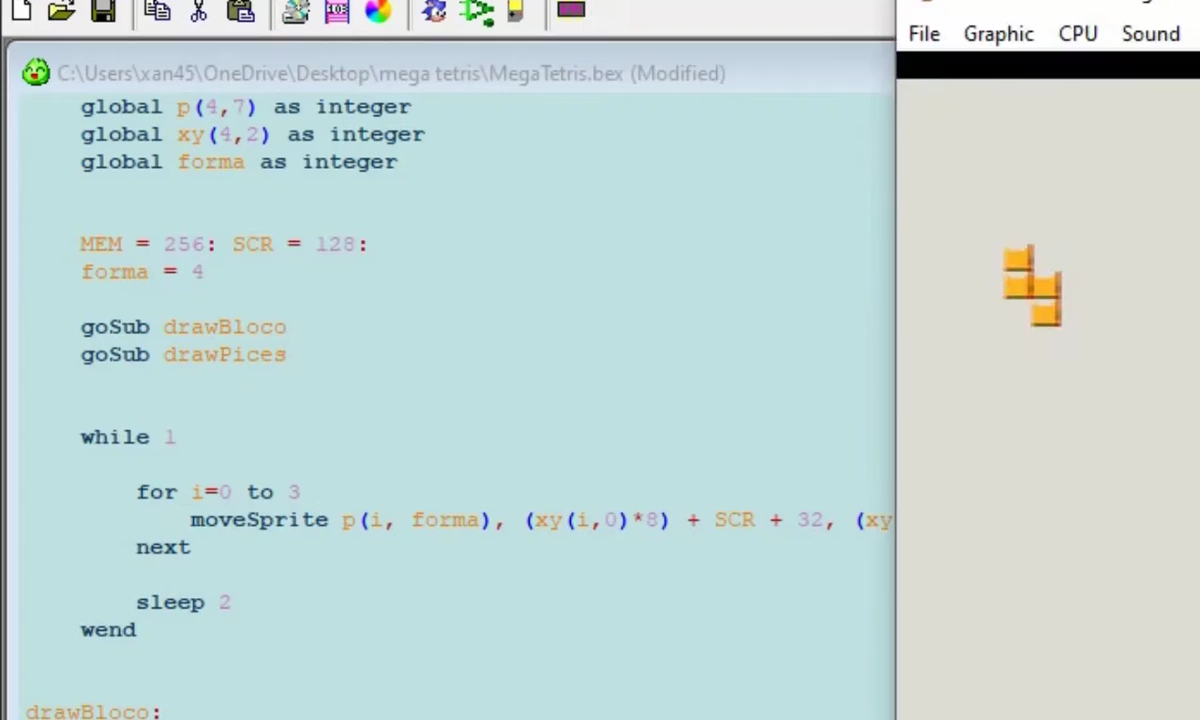 File Graphic CPU Sound
C:\Users\xan45\OneDrive\Desktop\mega tetris\MegaTetris.bex (Modified)
global p(4,7) as integer
global xy(4,2) as integer
global forma as integer
MEM = 256: SCR = 128:
forma = 4
goSub drawBloco
goSub drawPices
while 1
for i=0 to 3
moveSprite p(i, forma), (xy(i,0)*8) + SCR + 32, (xy
next
sleep 2
wend
drawBloco: